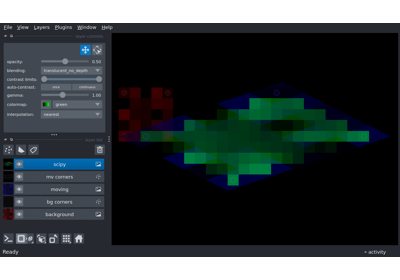 File View Layers Plugins Window Help
opacity: 0.50
blending: translucent_no_depth
contrast limits:
auto-contrast: once continuous
gamma: 1.00
colormap: green
interpolation: nearest
scipy
mv corners
moving
bg corners
background
Ready
activity